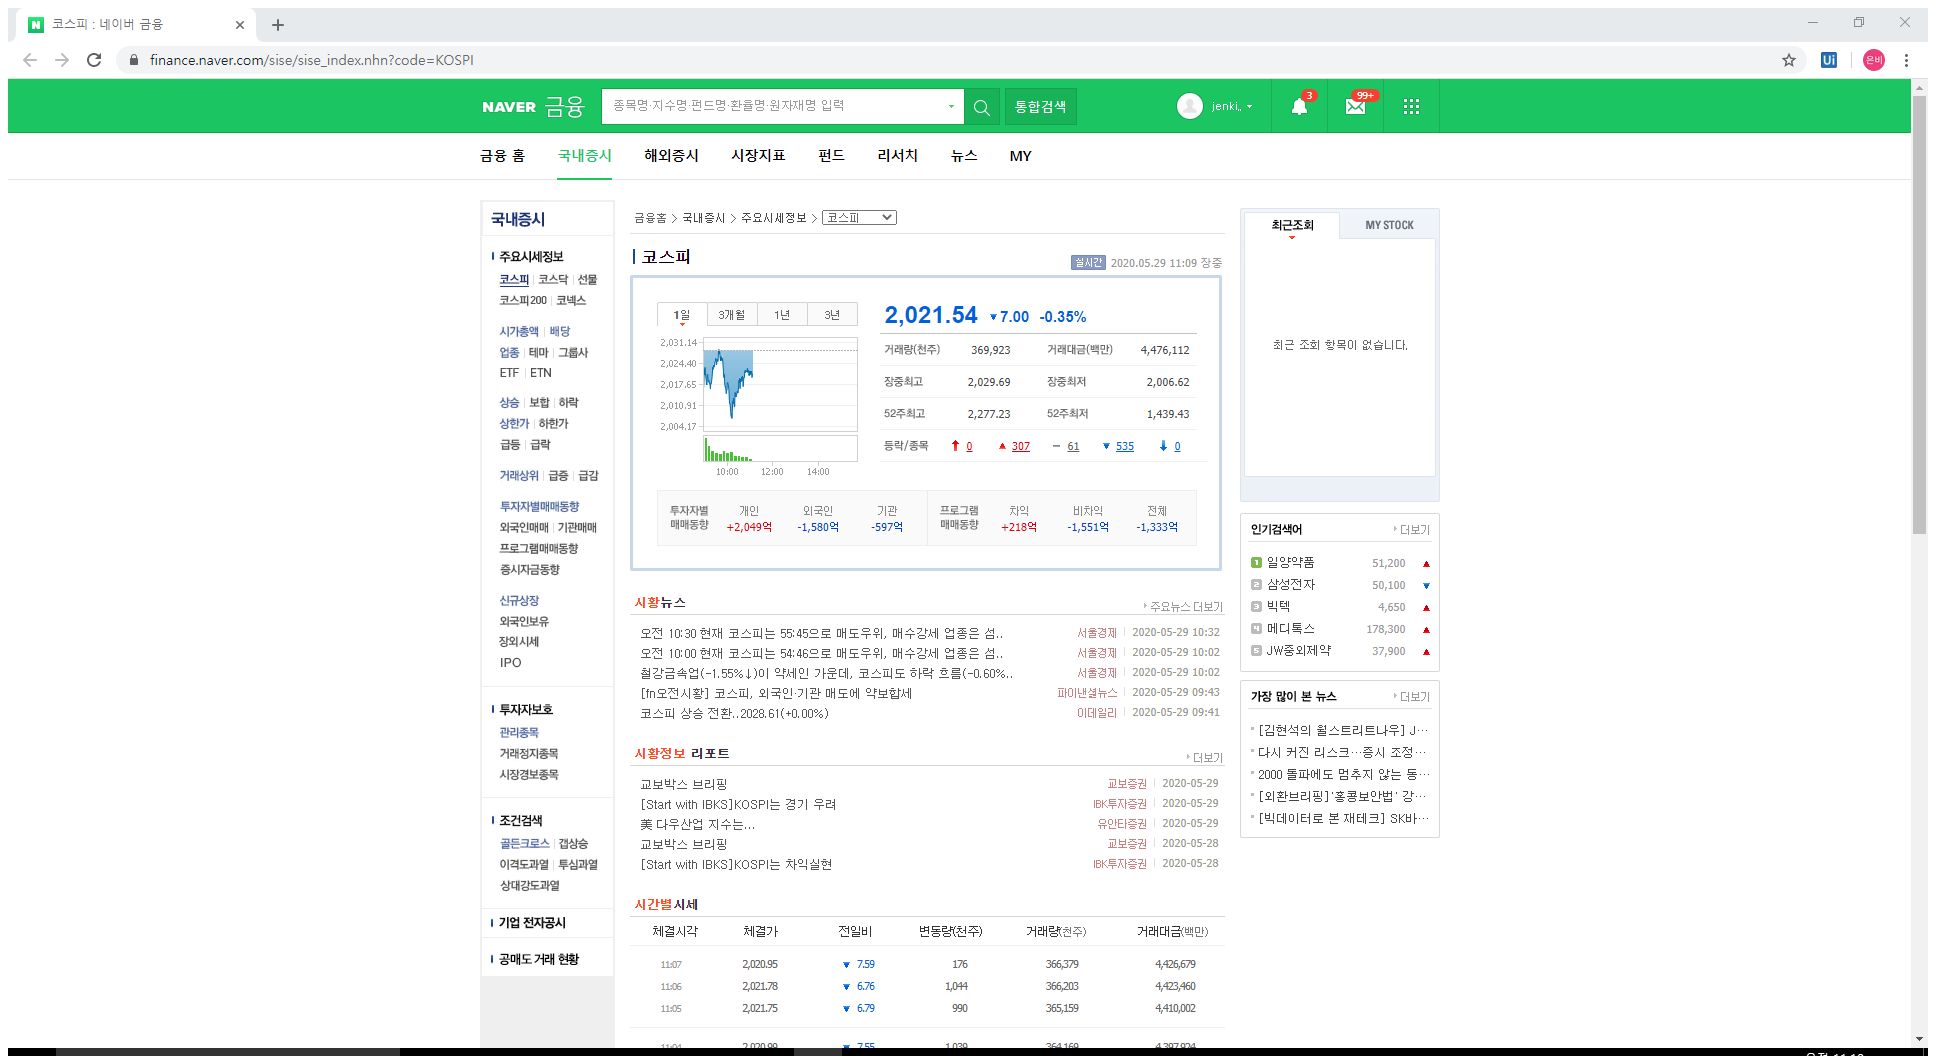 코스피 : 네이버 금융
finance.naver.com/sise/sise_index.nhn?code=KOSPI
Ui
은비
NAVER 금융
종목명·지수명·펀드명·환율명·원자재명 입력
통합검색
jenki,,
3
99+
금융 홈 국내증시 해외증시 시장지표 펀드 리서치 뉴스 MY
국내증시
주요시세정보
코스피 코스닥 선물
코스피200 코넥스
시가총액 배당
업종 테마 그룹사
ETF ETN
상승 보합 하락
상한가 하한가
급등 급락
거래상위 급증 급감
투자자별매매동향
외국인매매 기관매매
프로그램매매동향
증시자금동향
신규상장
외국인보유
장외시세
IPO
투자자보호
관리종목
거래정지종목
시장경보종목
조건검색
골든크로스 갭상승
이격도과열 투심과열
상대강도과열
기업 전자공시
공매도 거래 현황
금융홈 > 국내증시 > 주요시세정보 > 코스피
코스피
실시간 2020.05.29 11:09 장중
1일 3개월 1년 3년
2,031.14
2,024.40
2,017.65
2,010.91
2,004.17
10:00 12:00 14:00
2,021.54 ▼ 7.00 -0.35%
거래량(천주) 369,923 거래대금(백만) 4,476,112
장중최고 2,029.69 장중최저 2,006.62
52주최고 2,277.23 52주최저 1,439.43
등락/종목 0 ▲ 307 61 ▼ 535 0
투자자별 매매동향 개인 +2,049억 외국인 -1,580억 기관 -597억
프로그램 매매동향 차익 +218억 비차익 -1,551억 전체 -1,333억
시황뉴스
주요뉴스 더보기
오전 10:30 현재 코스피는 55:45으로 매도우위, 매수강세 업종은 섬.. 서울경제 2020-05-29 10:32
오전 10:00 현재 코스피는 54:46으로 매도우위, 매수강세 업종은 섬.. 서울경제 2020-05-29 10:02
철강금속업(-1.55%↓)이 약세인 가운데, 코스피도 하락 흐름(-0.60%.. 서울경제 2020-05-29 10:02
[fn오전시황] 코스피, 외국인·기관 매도에 약보합세 파이낸셜뉴스 2020-05-29 09:43
코스피 상승 전환..2028.61(+0.00%) 이데일리 2020-05-29 09:41
시황정보 리포트
더보기
교보박스 브리핑 교보증권 2020-05-29
[Start with IBKS]KOSPI는 경기 우려 IBK투자증권 2020-05-29
美 다우산업 지수는... 유안타증권 2020-05-29
교보박스 브리핑 교보증권 2020-05-28
[Start with IBKS]KOSPI는 차익실현 IBK투자증권 2020-05-28
시간별시세
체결시각 체결가 전일비 변동량(천주) 거래량(천주) 거래대금(백만)
11:07 2,020.95 ▼ 7.59 176 366,379 4,426,679
11:06 2,021.78 ▼ 6.76 1,044 366,203 4,423,460
11:05 2,021.75 ▼ 6.79 990 365,159 4,410,002
11:04 2,020.99 ▼ 7.55 1,039 364,169 4,397,924
최근조회 MY STOCK
최근 조회 항목이 없습니다.
인기검색어 더보기
1 일양약품 51,200 ▲
2 삼성전자 50,100 ▼
3 빅텍 4,650 ▲
4 메디톡스 178,300 ▲
5 JW중외제약 37,900 ▲
가장 많이 본 뉴스 더보기
[김현석의 월스트리트나우] J···
다시 커진 리스크···증시 조정···
2000 돌파에도 멈추지 않는 동···
[외환브리핑]'홍콩보안법' 강···
[빅데이터로 본 재테크] SK바···